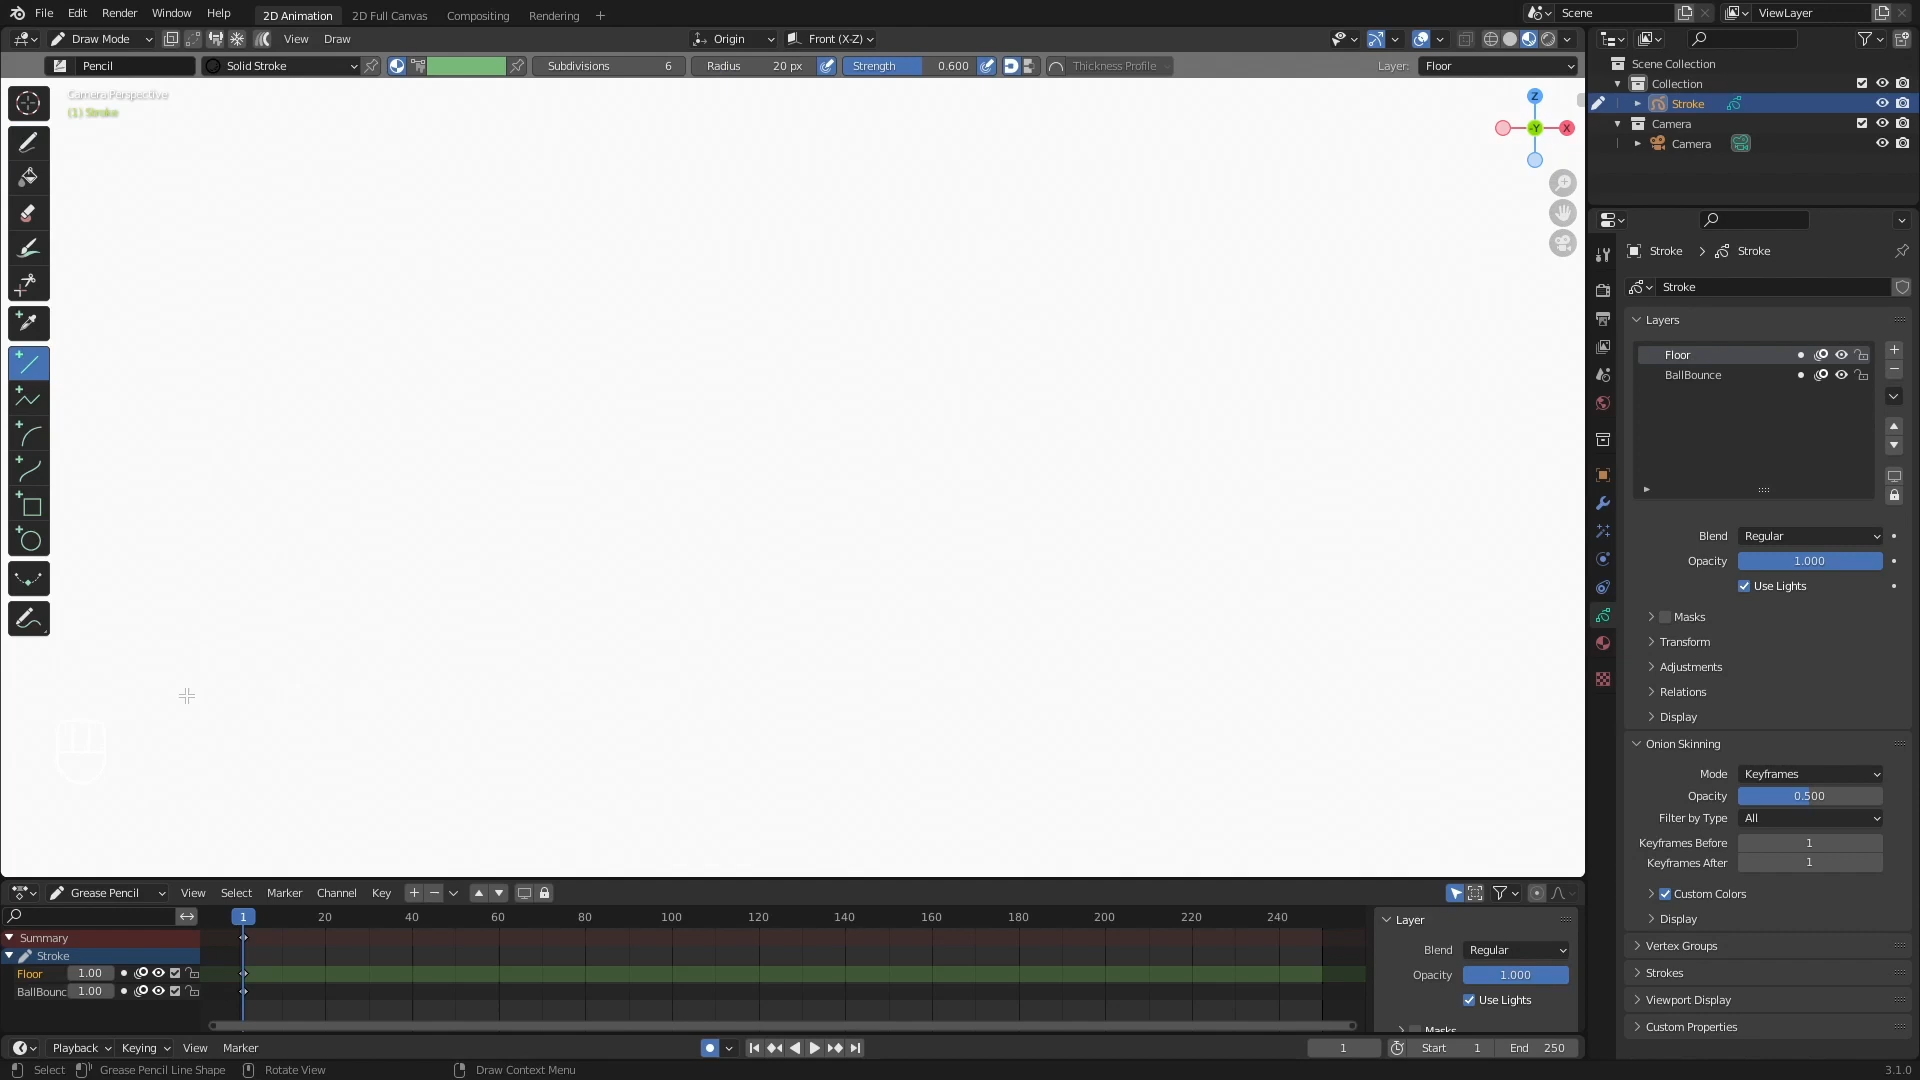 File Edit Render Window Help 2D Animation 2D Full Canvas Compositing Rendering + Scene ViewLayer
Draw Mode View Draw Origin Front (X-Z)
Pencil Solid Stroke Subdivisions 6 Radius 20 px Strength 0.600 Thickness Profile Layer: Floor
Camera Perspective
(1) Stroke
Z
-Y
X
Scene Collection
Collection
Stroke
Camera
Camera
Stroke > Stroke
Stroke
Layers
Floor
BallBounce
Blend Regular
Opacity 1.000
Use Lights
Masks
Transform
Adjustments
Relations
Display
Onion Skinning
Mode Keyframes
Opacity 0.500
Filter by Type All
Keyframes Before 1
Keyframes After 1
Custom Colors
Display
Vertex Groups
Strokes
Viewport Display
Custom Properties
Grease Pencil View Select Marker Channel Key
1 20 40 60 80 100 120 140 160 180 200 220 240
Summary
Stroke
Floor 1.00
BallBounc 1.00
Layer
Blend Regular
Opacity 1.000
Use Lights
Masks
Playback Keying View Marker 1 Start 1 End 250
Select Grease Pencil Line Shape Rotate View Draw Context Menu 3.1.0